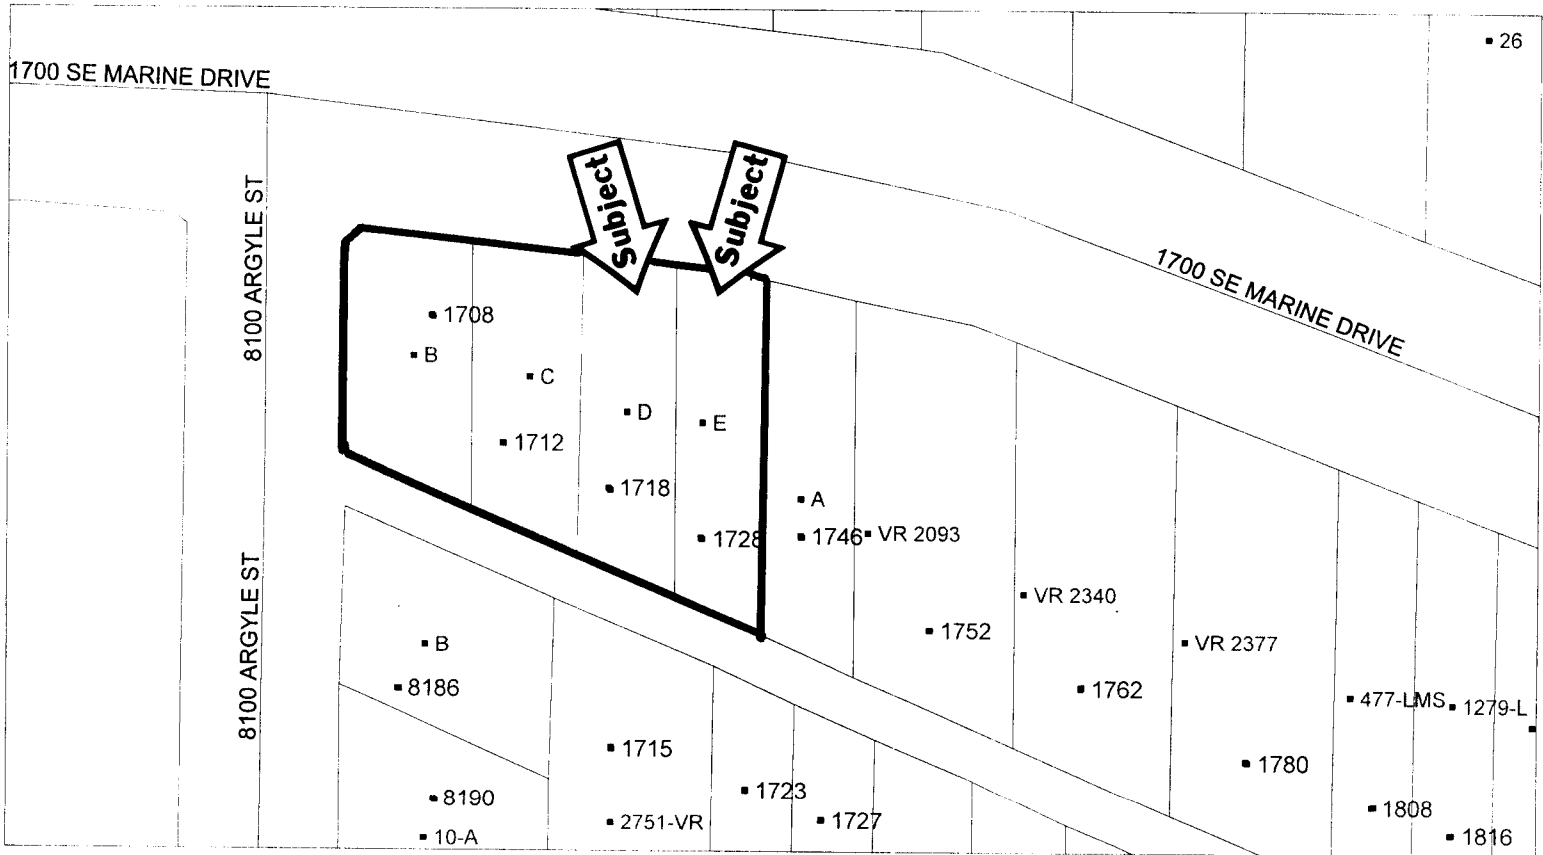 26
1700 SE MARINE DRIVE
Subject
Subject
8100 ARGYLE ST
1700 SE MARINE DRIVE
1708
B
C
D
E
1712
1718
1728
A
1746
VR 2093
VR 2340
1752
VR 2377
1762
8100 ARGYLE ST
B
8186
477-LMS
1279-L
1715
1780
8190
1723
1808
2751-VR
1727
10-A
1816